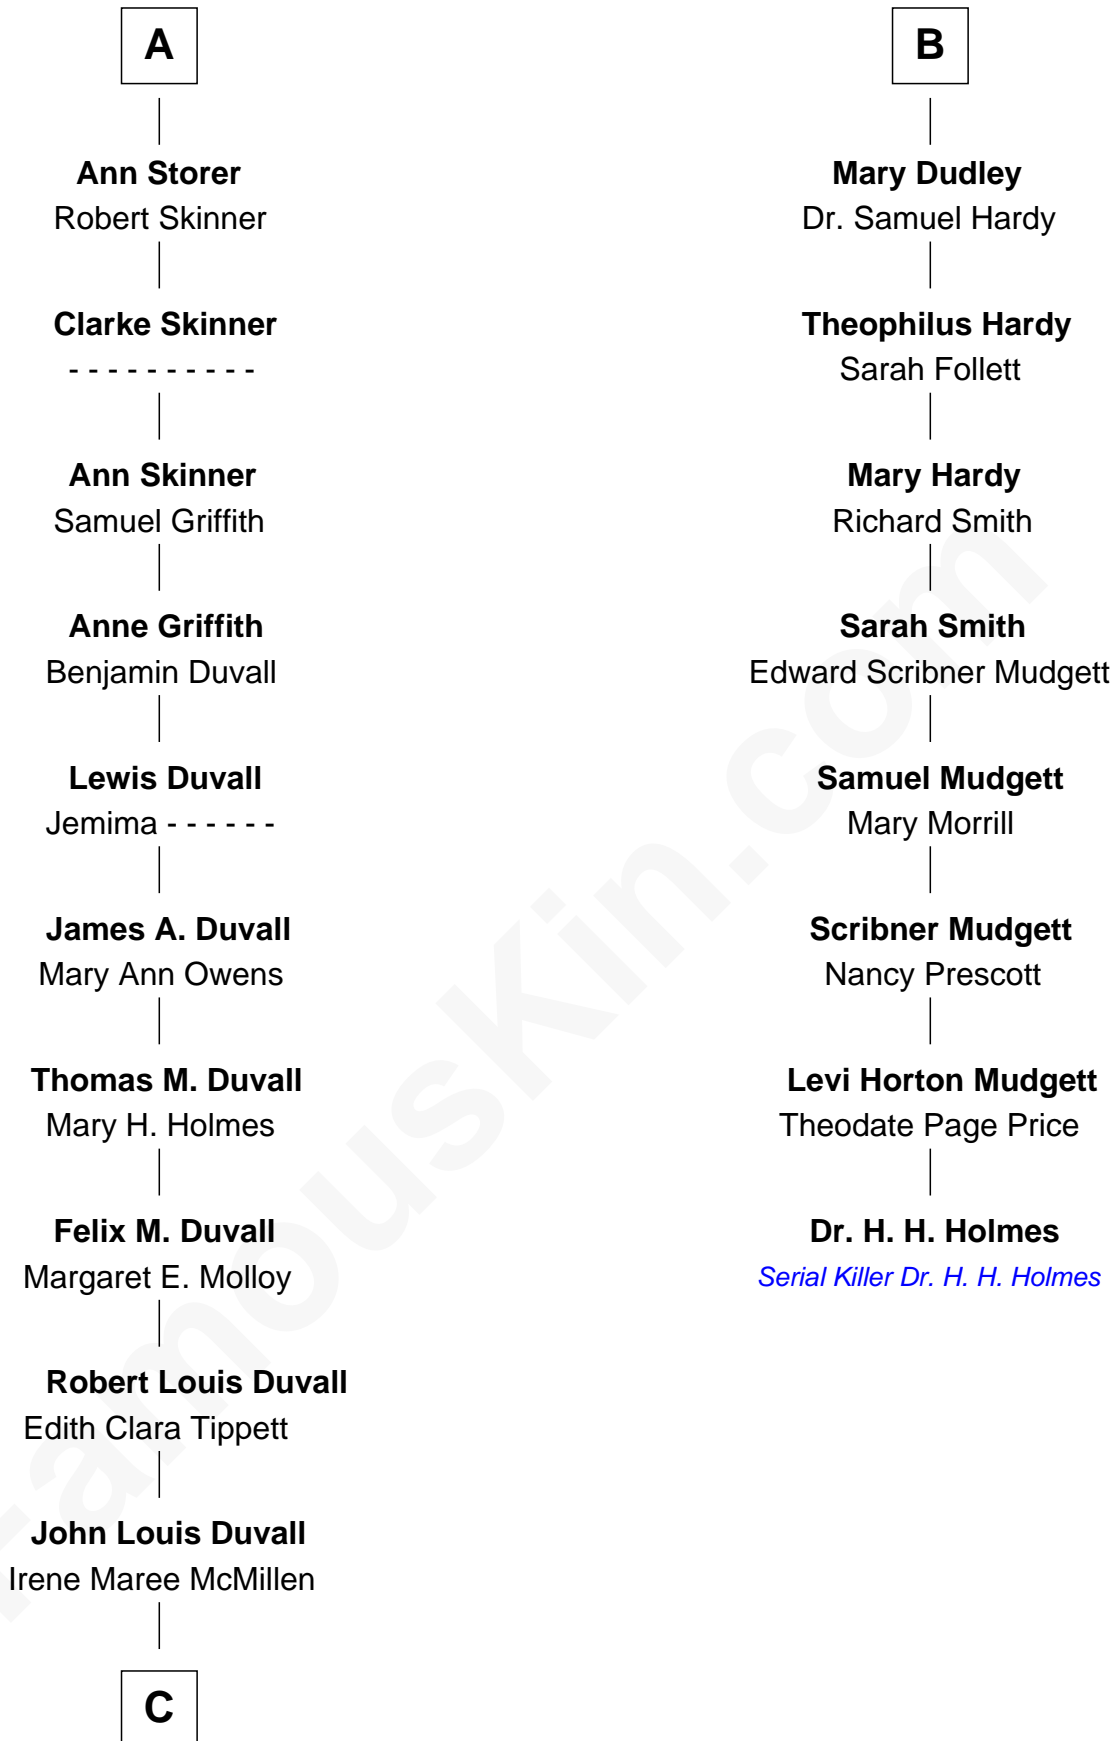 A
Ann Storer
Robert Skinner
Clarke Skinner
- - - - - - - - - -
Ann Skinner
Samuel Griffith
Anne Griffith
Benjamin Duvall
Lewis Duvall
Jemima - - - - - -
James A. Duvall
Mary Ann Owens
Thomas M. Duvall
Mary H. Holmes
Felix M. Duvall
Margaret E. Molloy
Robert Louis Duvall
Edith Clara Tippett
John Louis Duvall
Irene Maree McMillen
C
B
Mary Dudley
Dr. Samuel Hardy
Theophilus Hardy
Sarah Follett
Mary Hardy
Richard Smith
Sarah Smith
Edward Scribner Mudgett
Samuel Mudgett
Mary Morrill
Scribner Mudgett
Nancy Prescott
Levi Horton Mudgett
Theodate Page Price
Dr. H. H. Holmes
Serial Killer Dr. H. H. Holmes
FamousKin.com